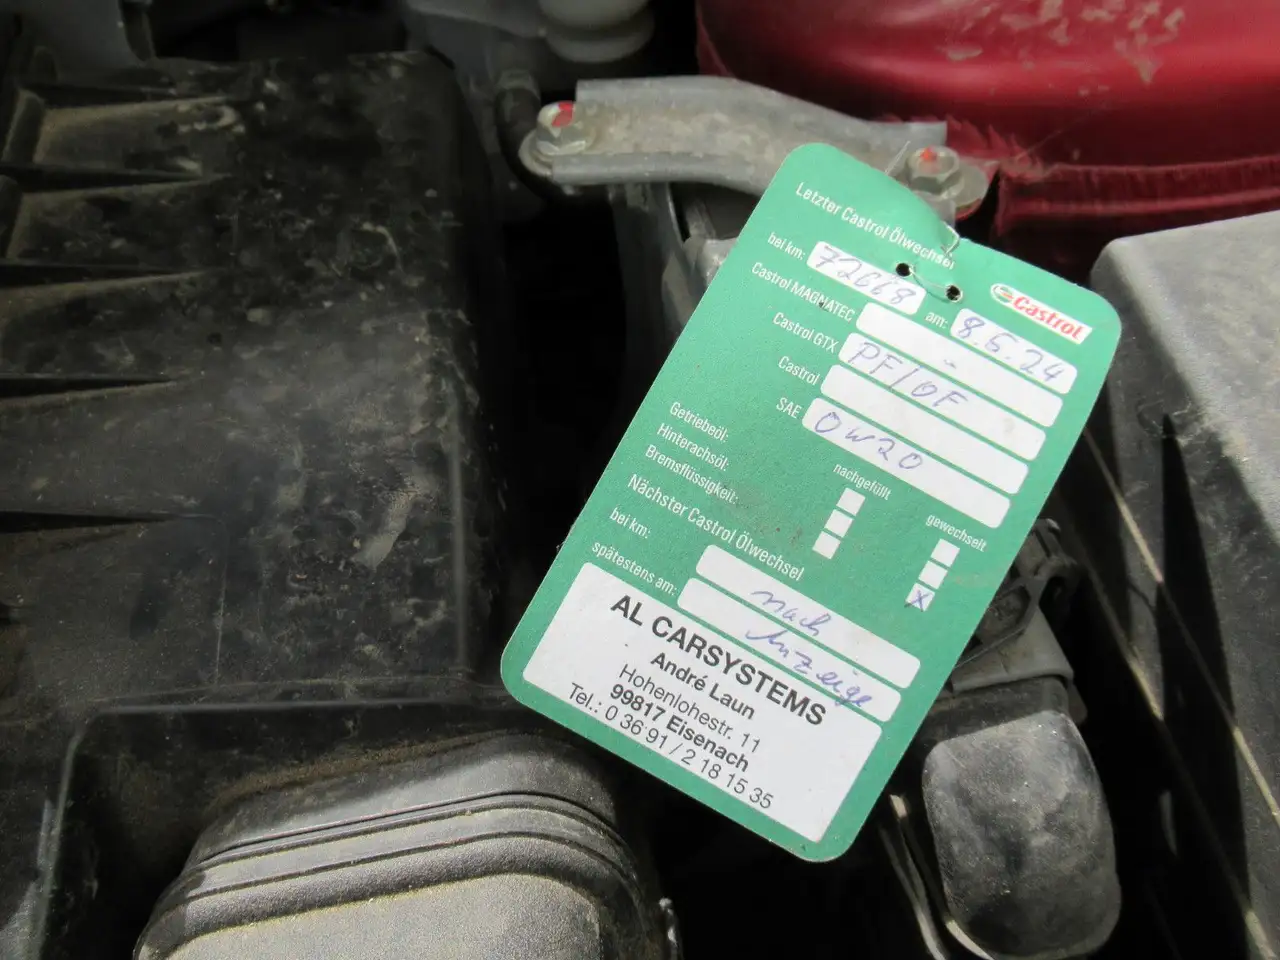 Letzter Castrol Ölwechsel
Castrol
bei km: 72668 am: 8.5.24
Castrol MAGNATEC
Castrol GTX PF/OF
Castrol
SAE 0W20
nachgefüllt gewechselt
Getriebeöl:
Hinterachsöl:
Bremsflüssigkeit: X
Nächster Castrol Ölwechsel
bei km: nach
spätestens am: Anzeige
AL CARSYSTEMS
André Laun
Hohenlohestr. 11
99817 Eisenach
Tel.: 0 36 91 / 2 18 15 35